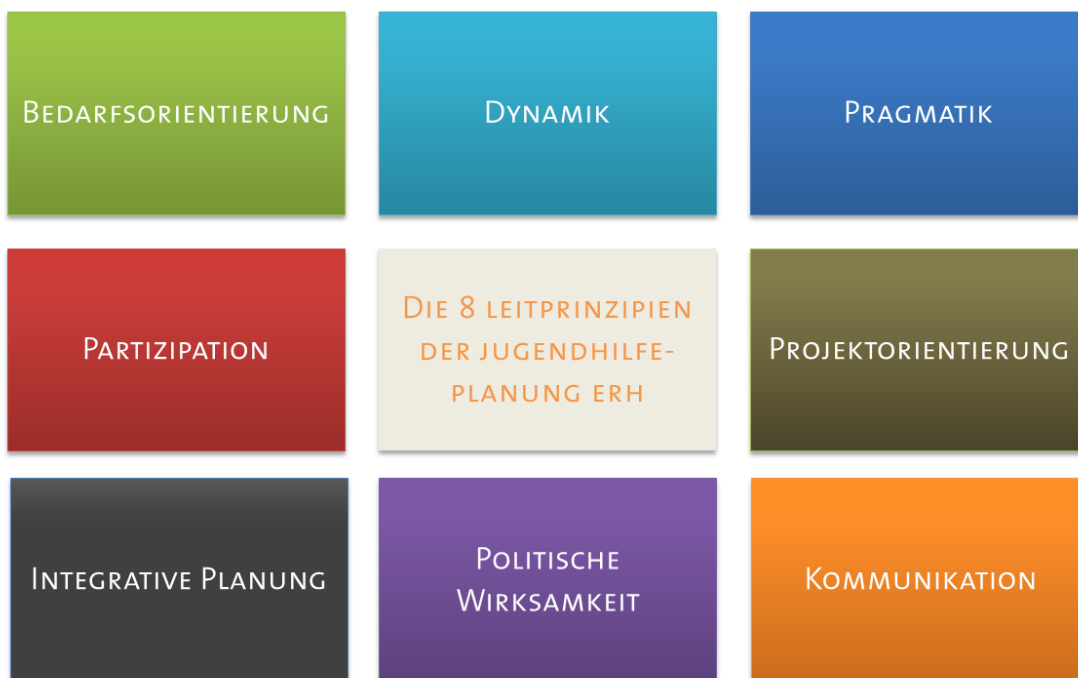 Bedarfsorientierung
Dynamik
Pragmatik
Partizipation
Die 8 leitprinzipien
der jugendhilfe-
planung erh
Projektorientierung
Integrative Planung
Politische
Wirksamkeit
Kommunikation